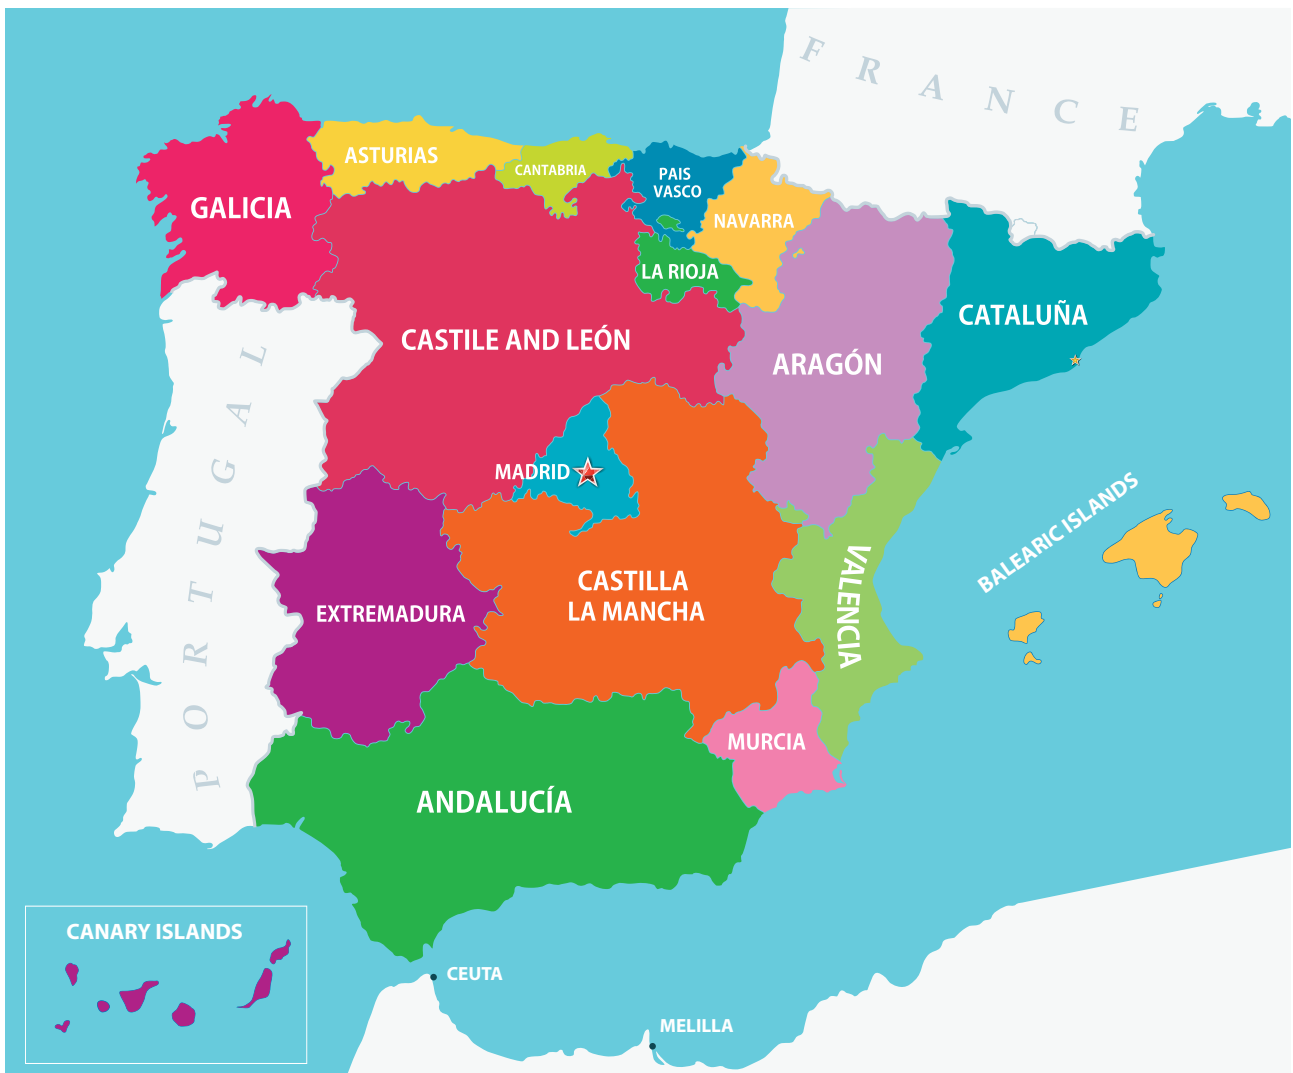 FRANCE
ASTURIAS
CANTABRIA
PAIS
VASCO
GALICIA
NAVARRA
LA RIOJA
CATALUÑA
CASTILE AND LEÓN
ARAGÓN
PORTUGAL
MADRID
BALEARIC ISLANDS
CASTILLA
LA MANCHA
VALENCIA
EXTREMADURA
MURCIA
ANDALUCÍA
CANARY ISLANDS
CEUTA
MELILLA